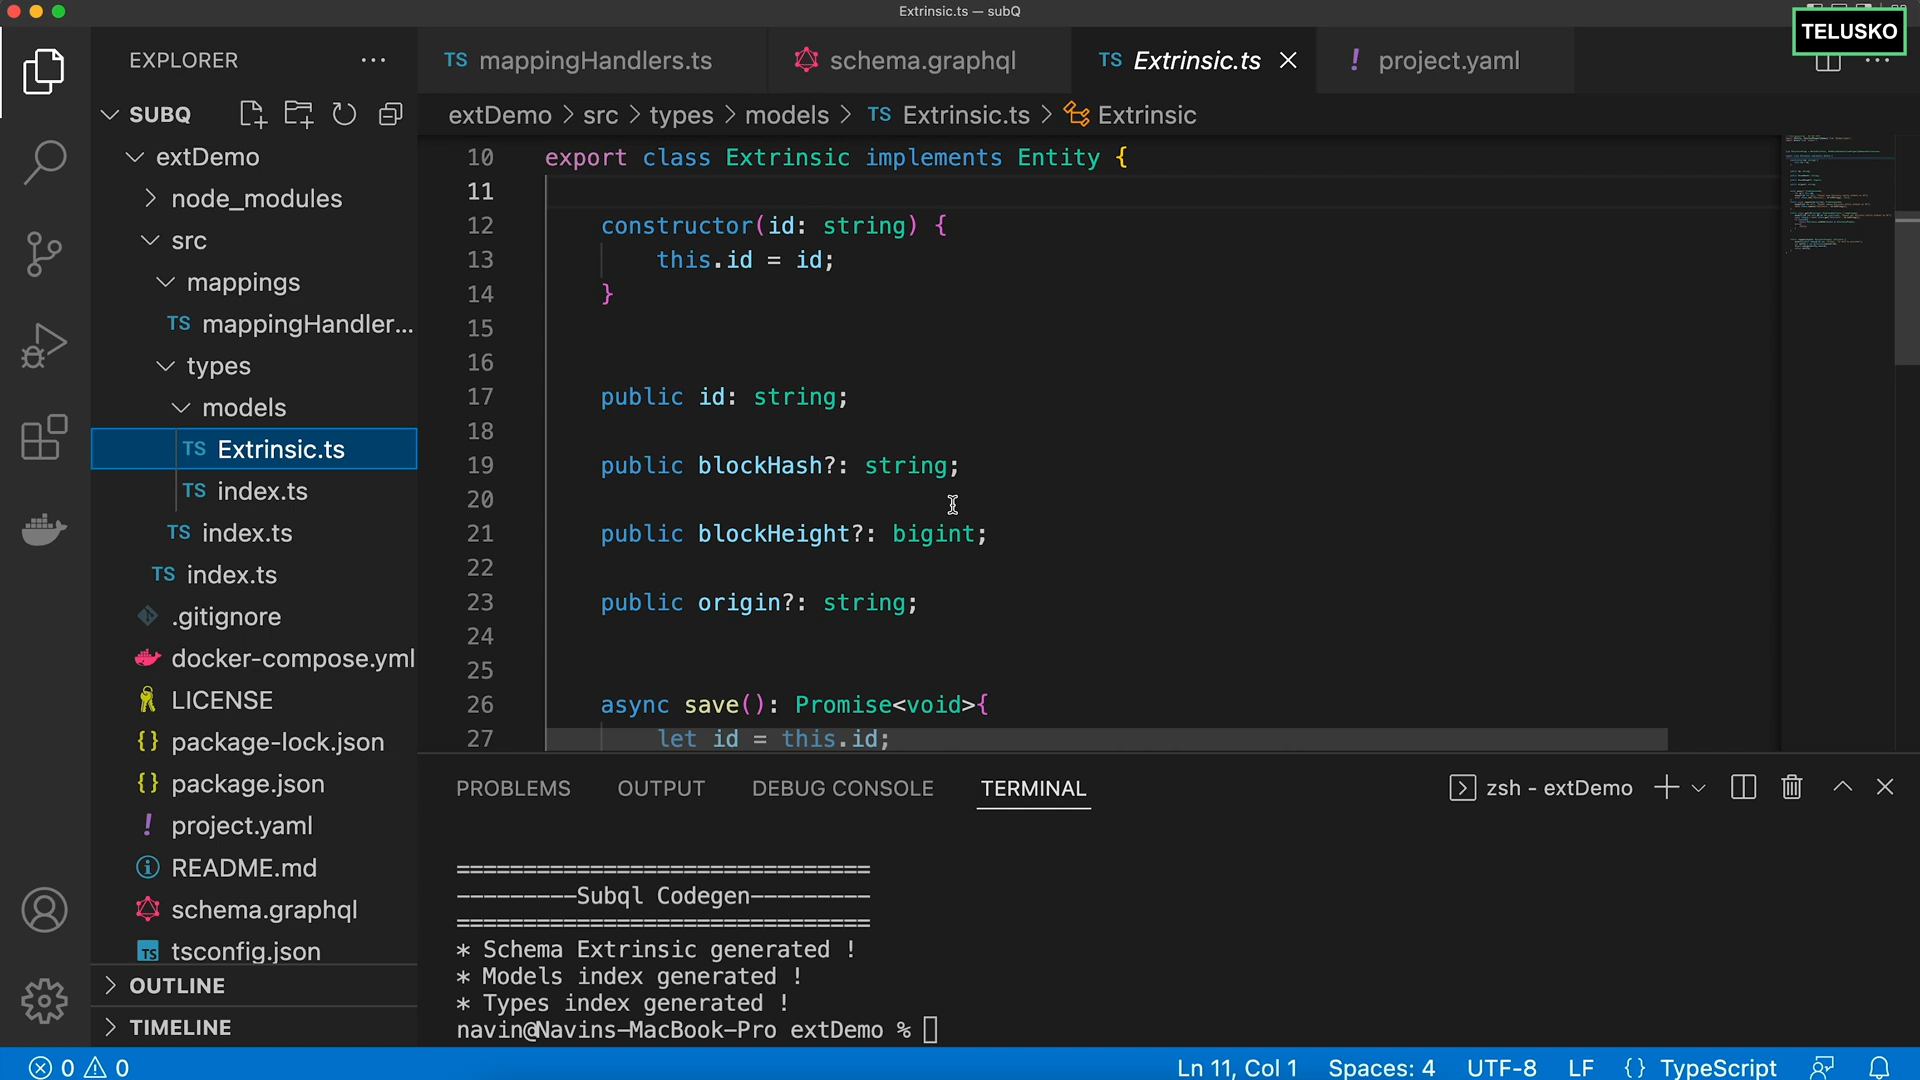 Extrinsic.ts — subQ
TELUSKO
EXPLORER
TS mappingHandlers.ts
schema.graphql
TS Extrinsic.ts
! project.yaml
SUBQ
extDemo > src > types > models > TS Extrinsic.ts > Extrinsic
extDemo
node_modules
src
mappings
TS mappingHandler...
types
models
TS Extrinsic.ts
TS index.ts
TS index.ts
TS index.ts
.gitignore
docker-compose.yml
LICENSE
{} package-lock.json
{} package.json
! project.yaml
README.md
schema.graphql
TS tsconfig.json
OUTLINE
TIMELINE
10 export class Extrinsic implements Entity {
11
12 constructor(id: string) {
13 this.id = id;
14 }
15
16
17 public id: string;
18
19 public blockHash?: string;
20
21 public blockHeight?: bigint;
22
23 public origin?: string;
24
25
26 async save(): Promise<void>{
27 let id = this.id;
PROBLEMS OUTPUT DEBUG CONSOLE TERMINAL
zsh - extDemo
===============================
---------Subql Codegen---------
===============================
* Schema Extrinsic generated !
* Models index generated !
* Types index generated !
navin@Navins-MacBook-Pro extDemo %
0 0
Ln 11, Col 1 Spaces: 4 UTF-8 LF {} TypeScript